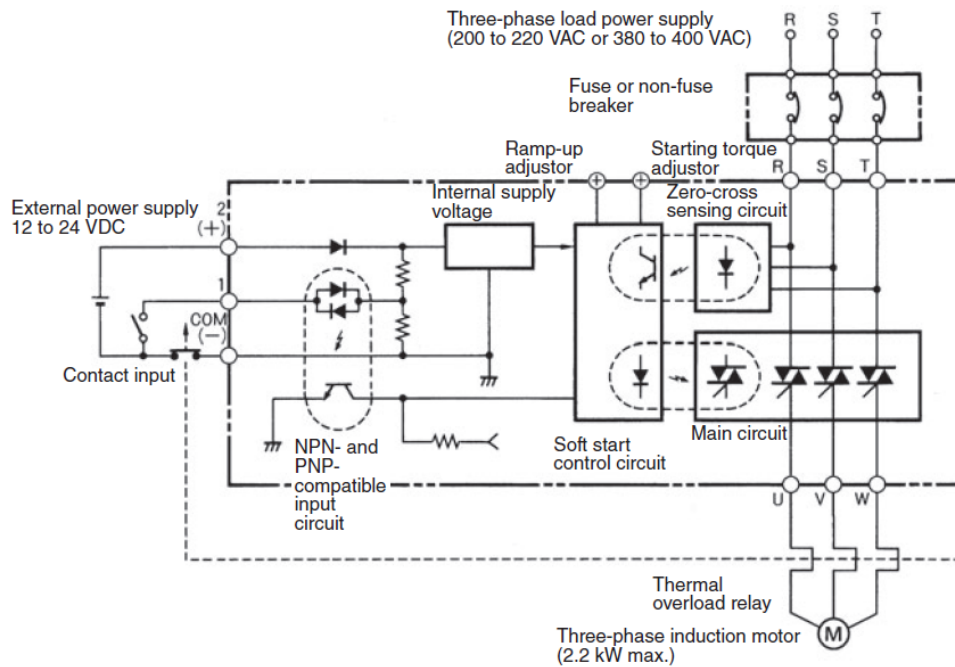 Three-phase load power supply
(200 to 220 VAC or 380 to 400 VAC)
R S T
Fuse or non-fuse
breaker
Ramp-up
adjustor
Starting torque
adjustor
R S T
External power supply
12 to 24 VDC
2
(+)
Internal supply
voltage
Zero-cross
sensing circuit
1
COM
(−)
Contact input
NPN- and
PNP-
compatible
input
circuit
Soft start
control circuit
Main circuit
U V W
Thermal
overload relay
M
Three-phase induction motor
(2.2 kW max.)